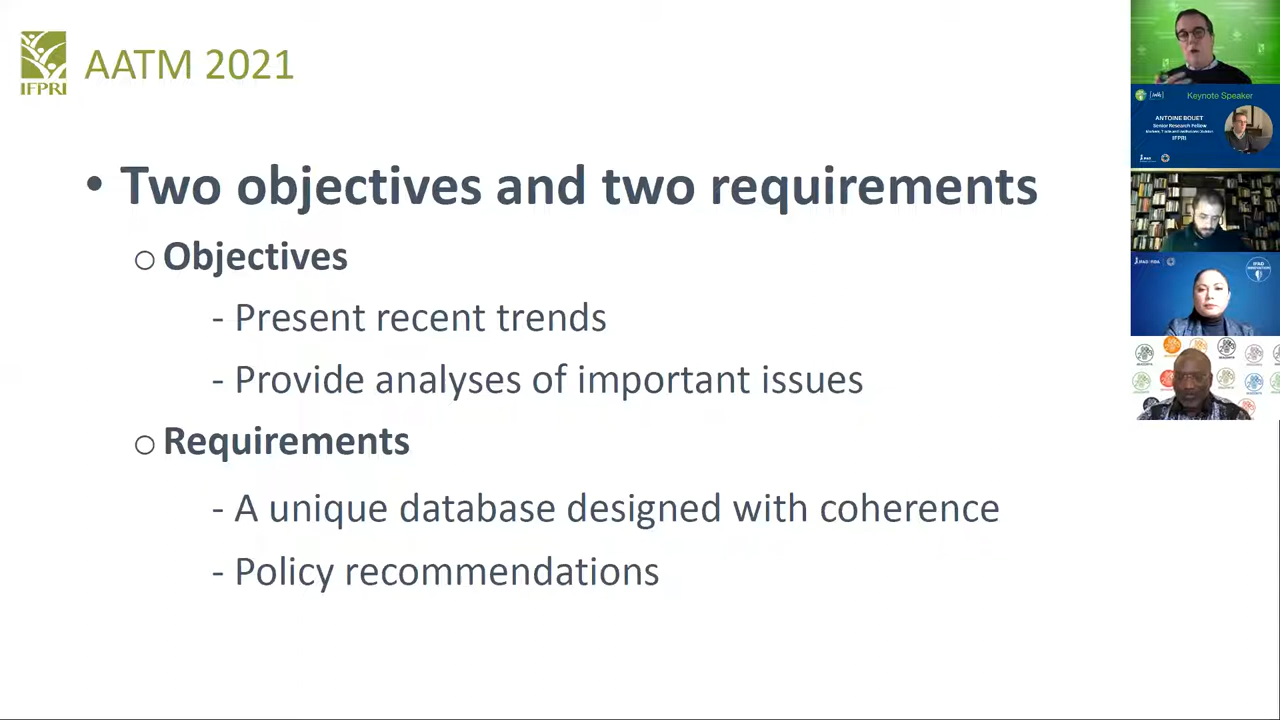 IFPRI
AATM 2021
• Two objectives and two requirements
o Objectives
- Present recent trends
- Provide analyses of important issues
o Requirements
- A unique database designed with coherence
- Policy recommendations
Keynote Speaker
ANTOINE BOUET
Senior Research Fellow
IFPRI